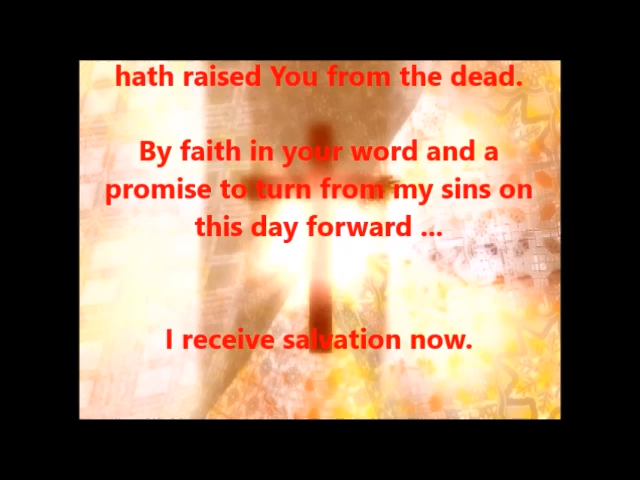 hath raised You from the dead.
By faith in your word and a
promise to turn from my sins on
this day forward ...
I receive salvation now.